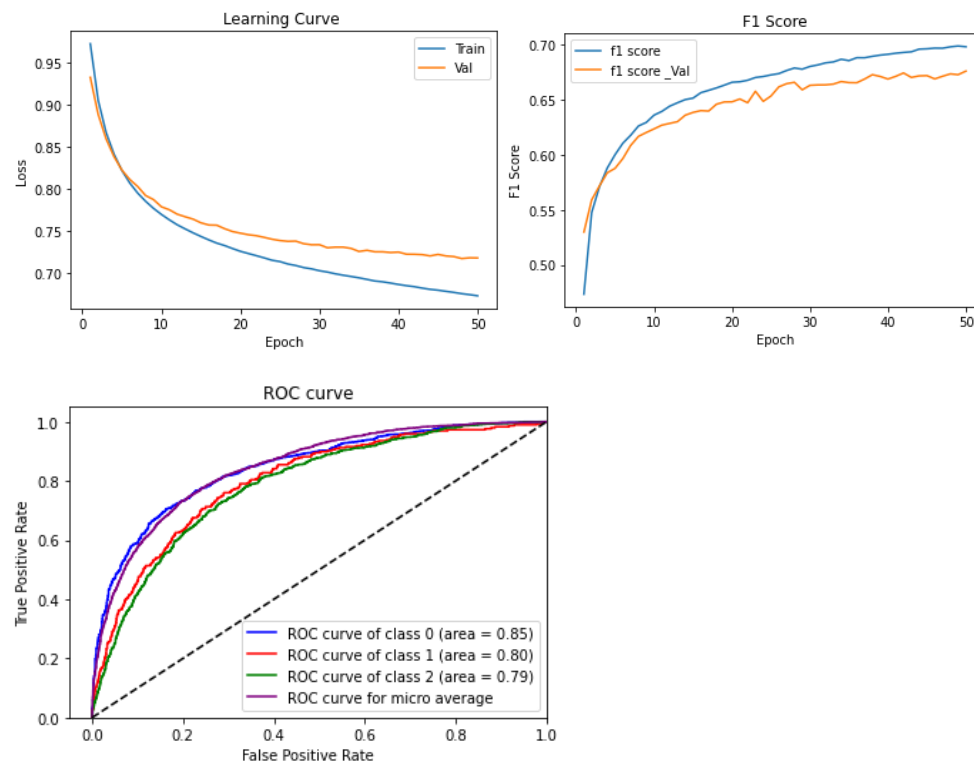 Learning Curve
Train
Val
0.95
0.90
0.85
0.80
0.75
0.70
Loss
0
10
20
30
40
50
Epoch
F1 Score
f1 score
f1 score _Val
0.70
0.65
0.60
0.55
0.50
F1 Score
0
10
20
30
40
50
Epoch
ROC curve
1.0
0.8
0.6
0.4
0.2
0.0
True Positive Rate
ROC curve of class 0 (area = 0.85)
ROC curve of class 1 (area = 0.80)
ROC curve of class 2 (area = 0.79)
ROC curve for micro average
0.0
0.2
0.4
0.6
0.8
1.0
False Positive Rate